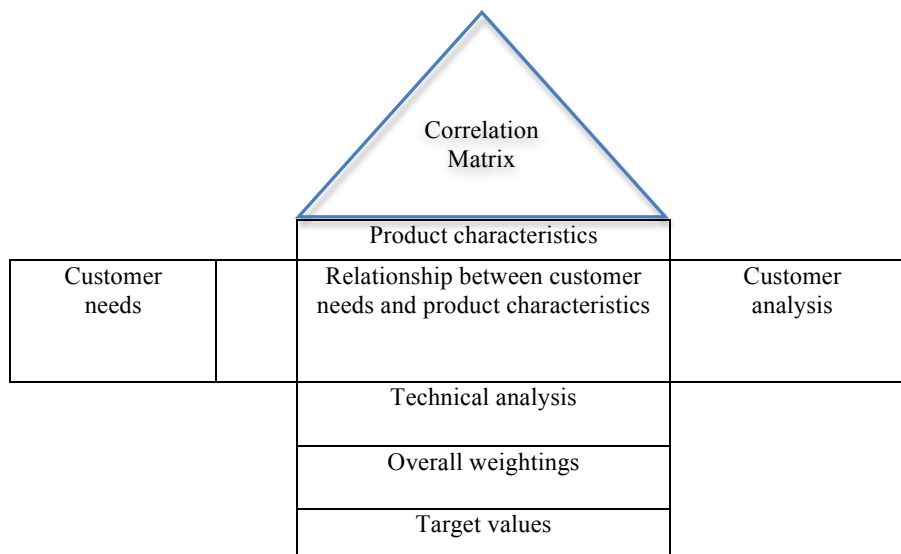 Correlation
Matrix
Product characteristics
Customer
needs
Relationship between customer
needs and product characteristics
Customer
analysis
Technical analysis
Overall weightings
Target values